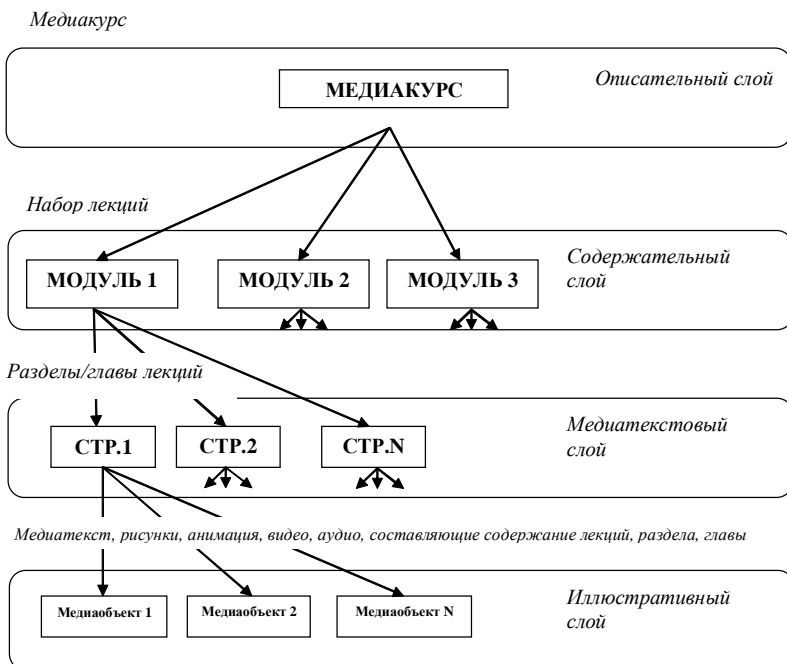 Медиакурс
МЕДИАКУРС
Описательный слой
Набор лекций
МОДУЛЬ 1
МОДУЛЬ 2
МОДУЛЬ 3
Содержательный
слой
Разделы/главы лекций
СТР.1
СТР.2
СТР.N
Медиатекстовый
слой
Медиатекст, рисунки, анимация, видео, аудио, составляющие содержание лекций, раздела, главы
Медиаобъект 1
Медиаобъект 2
Медиаобъект N
Иллюстративный
слой